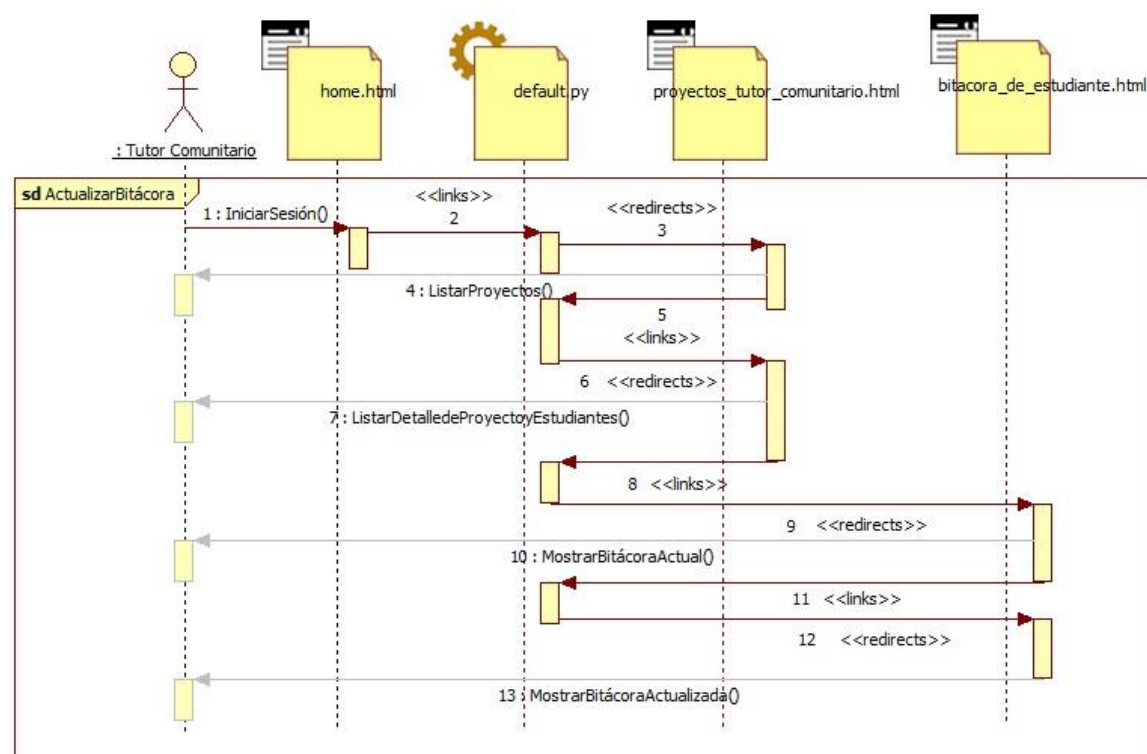 home.html
default.py
proyectos_tutor_comunitario.html
bitacora_de_estudiante.html
: Tutor Comunitario
sd ActualizarBitácora
1 : IniciarSesión()
<<links>>
2
<<redirects>>
3
4 : ListarProyectos()
5
<<links>>
6 <<redirects>>
7 : ListarDetalledeProyectoyEstudiantes()
8 <<links>>
9 <<redirects>>
10 : MostrarBitácoraActual()
11 <<links>>
12 <<redirects>>
13 : MostrarBitácoraActualizada()